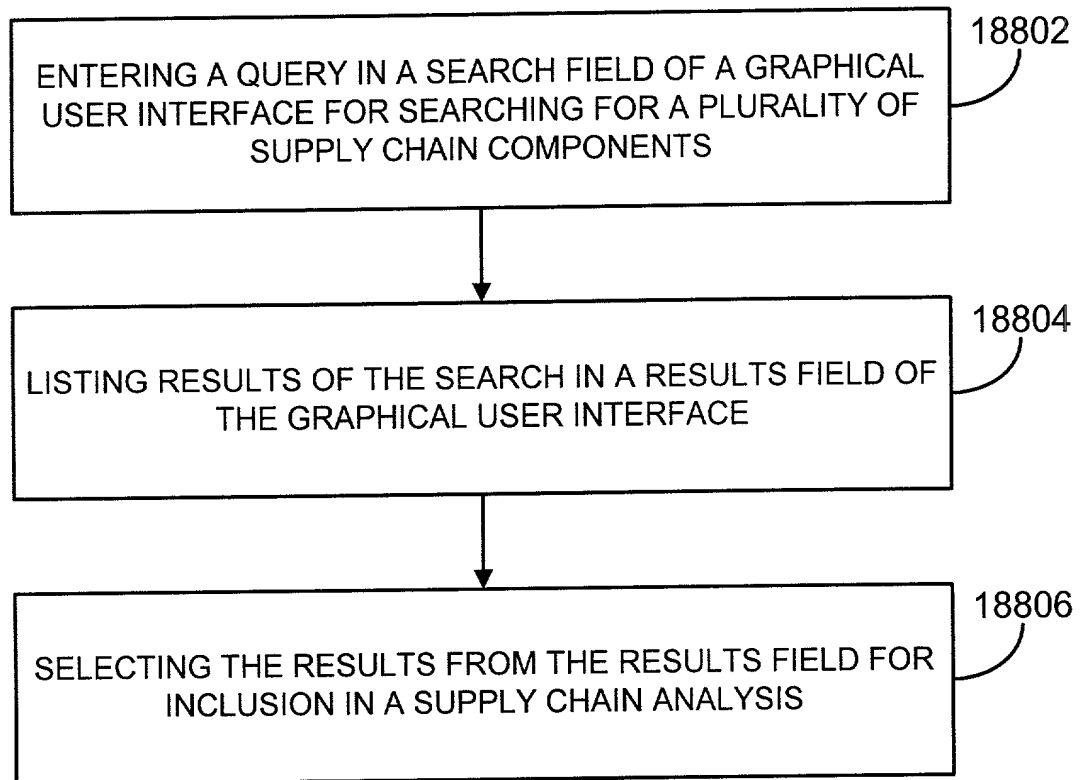 18802
ENTERING A QUERY IN A SEARCH FIELD OF A GRAPHICAL
USER INTERFACE FOR SEARCHING FOR A PLURALITY OF
SUPPLY CHAIN COMPONENTS
18804
LISTING RESULTS OF THE SEARCH IN A RESULTS FIELD OF
THE GRAPHICAL USER INTERFACE
18806
SELECTING THE RESULTS FROM THE RESULTS FIELD FOR
INCLUSION IN A SUPPLY CHAIN ANALYSIS